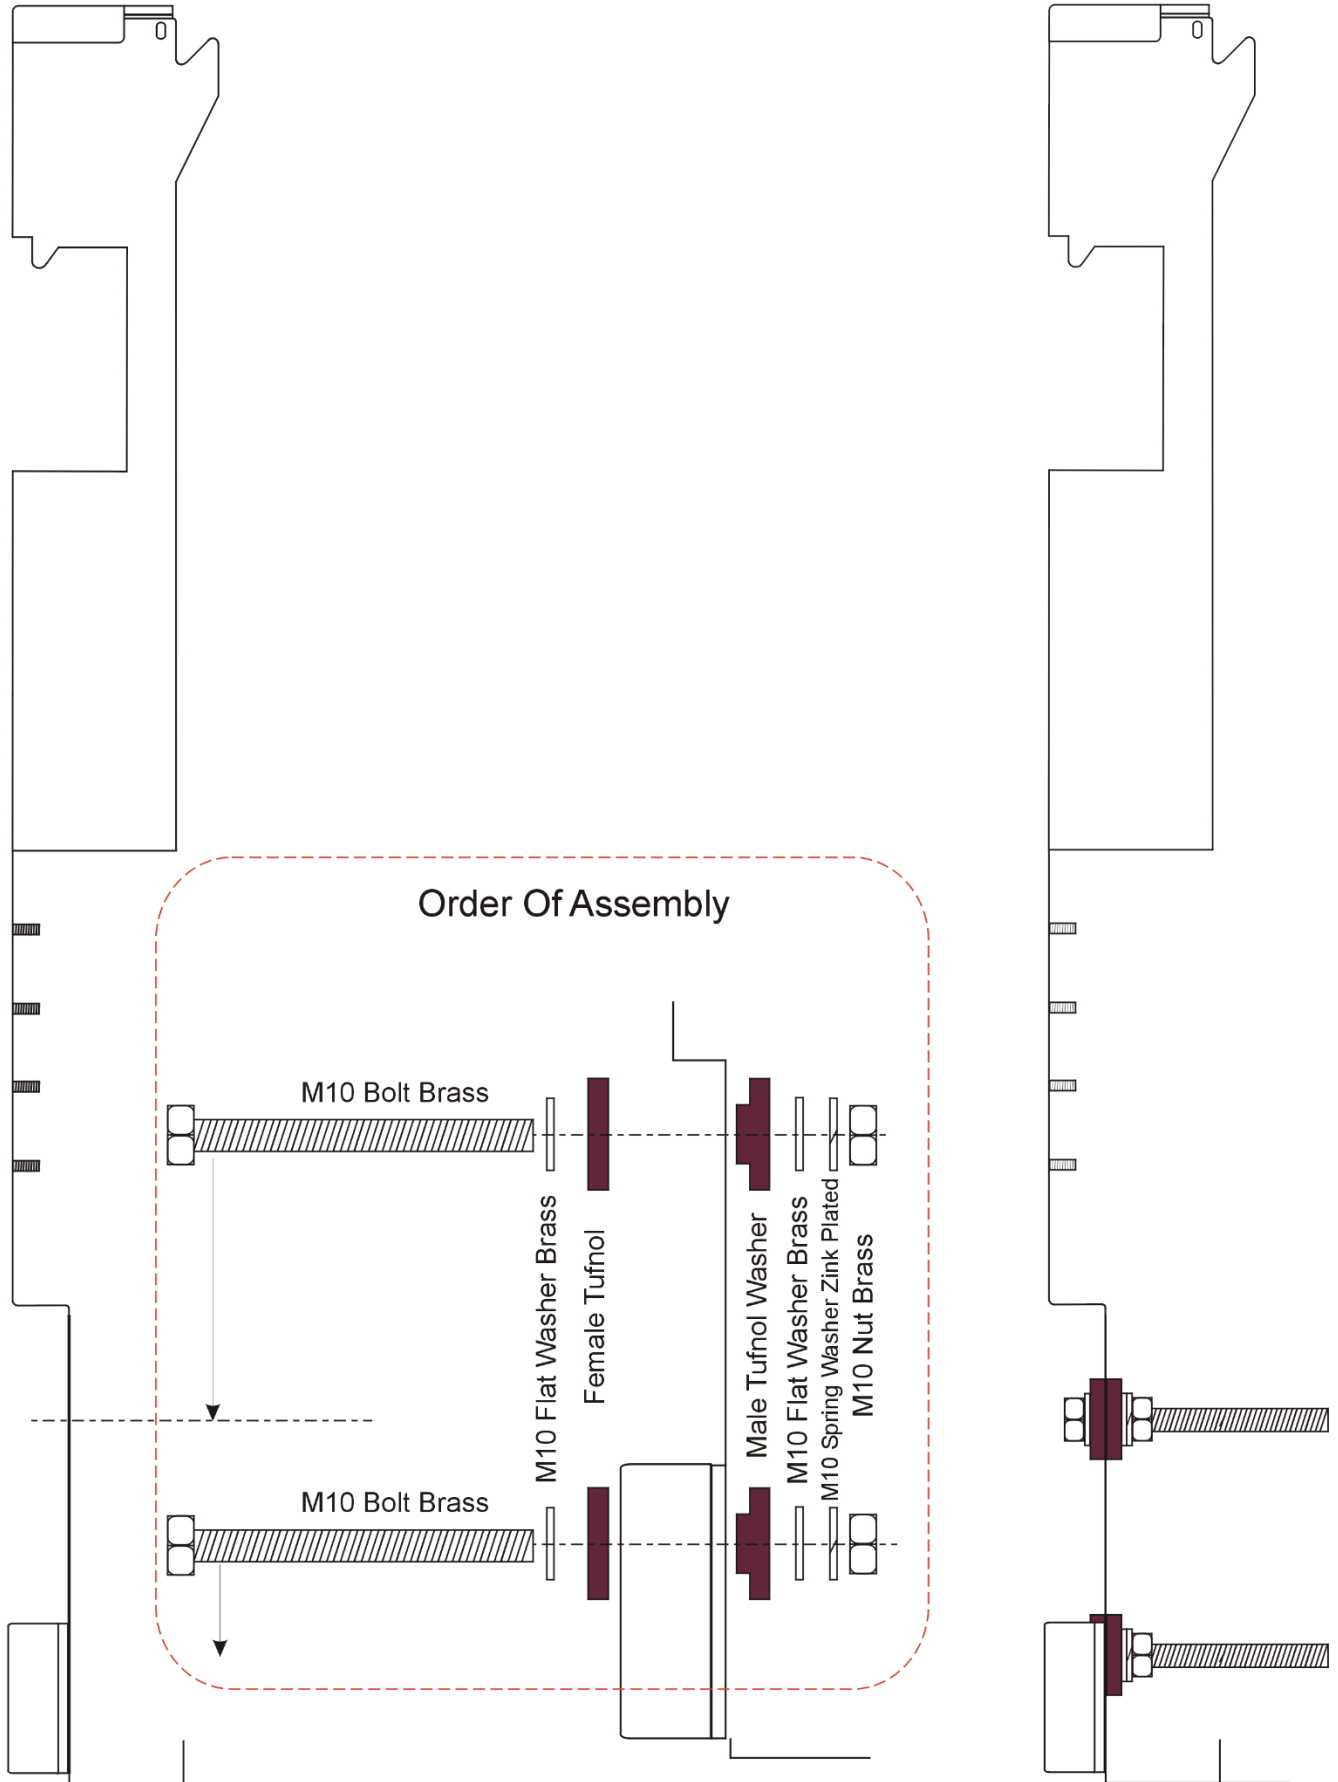 Order Of Assembly
M10 Bolt Brass
M10 Flat Washer Brass
Female Tufnol
Male Tufnol Washer
M10 Flat Washer Brass
M10 Spring Washer Zink Plated
M10 Nut Brass
M10 Bolt Brass